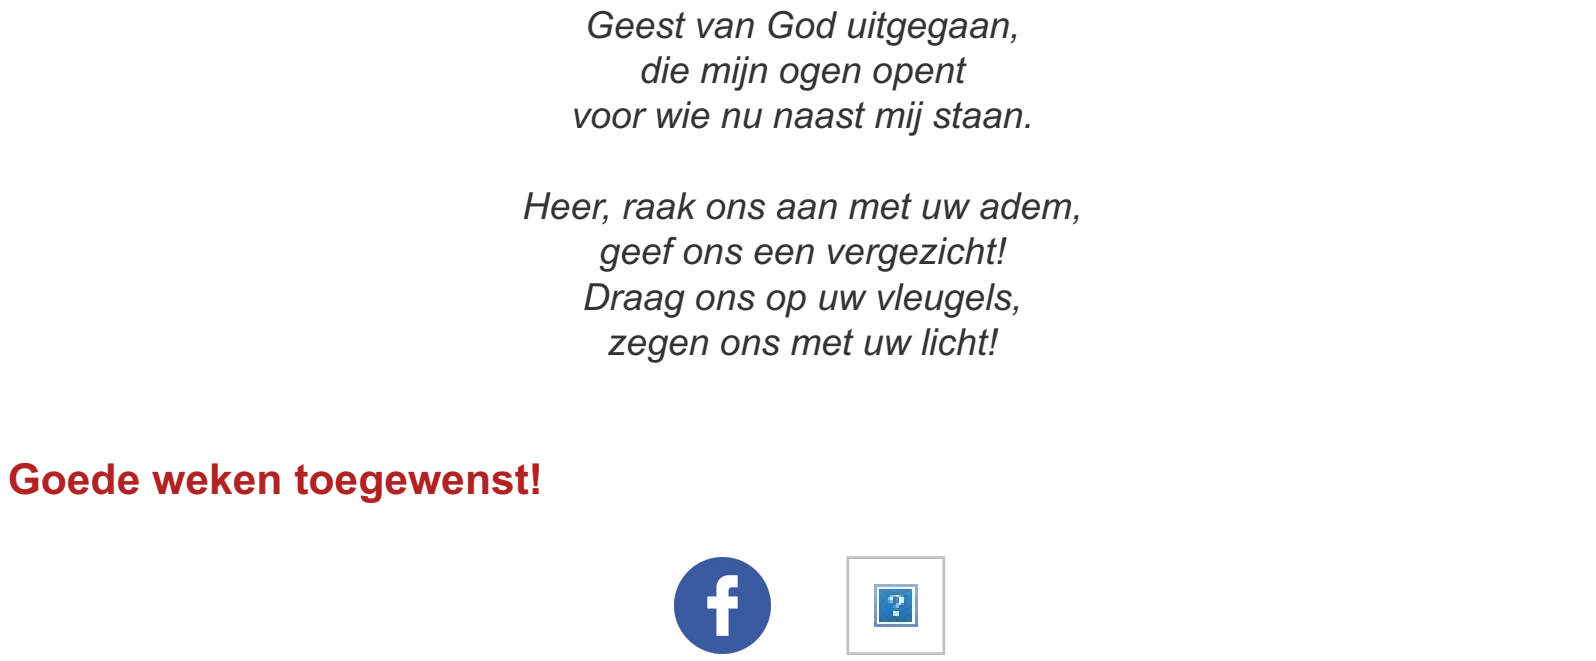 Geest van God uitgegaan,
die mijn ogen opent
voor wie nu naast mij staan.
Heer, raak ons aan met uw adem,
geef ons een vergezicht!
Draag ons op uw vleugels,
zegen ons met uw licht!
Goede weken toegewenst!
f
?